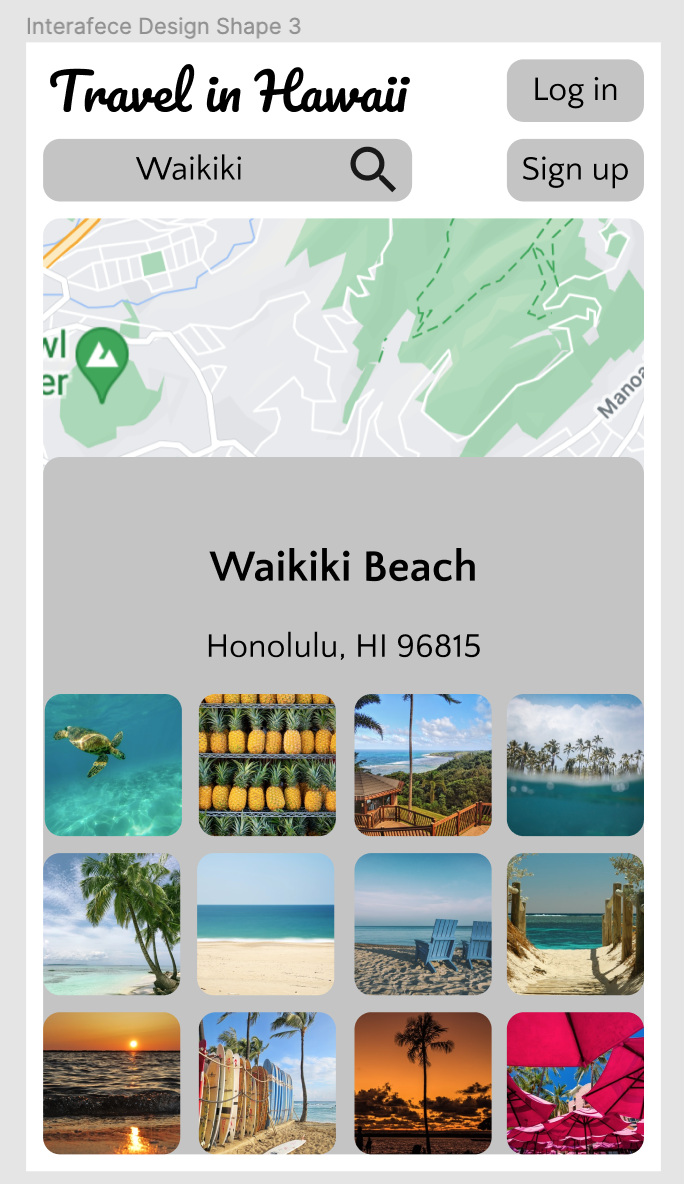 Interafece Design Shape 3
Travel in Hawaii
Log in
Waikiki
Sign up
wl
er
Manoa
Waikiki Beach
Honolulu, HI 96815